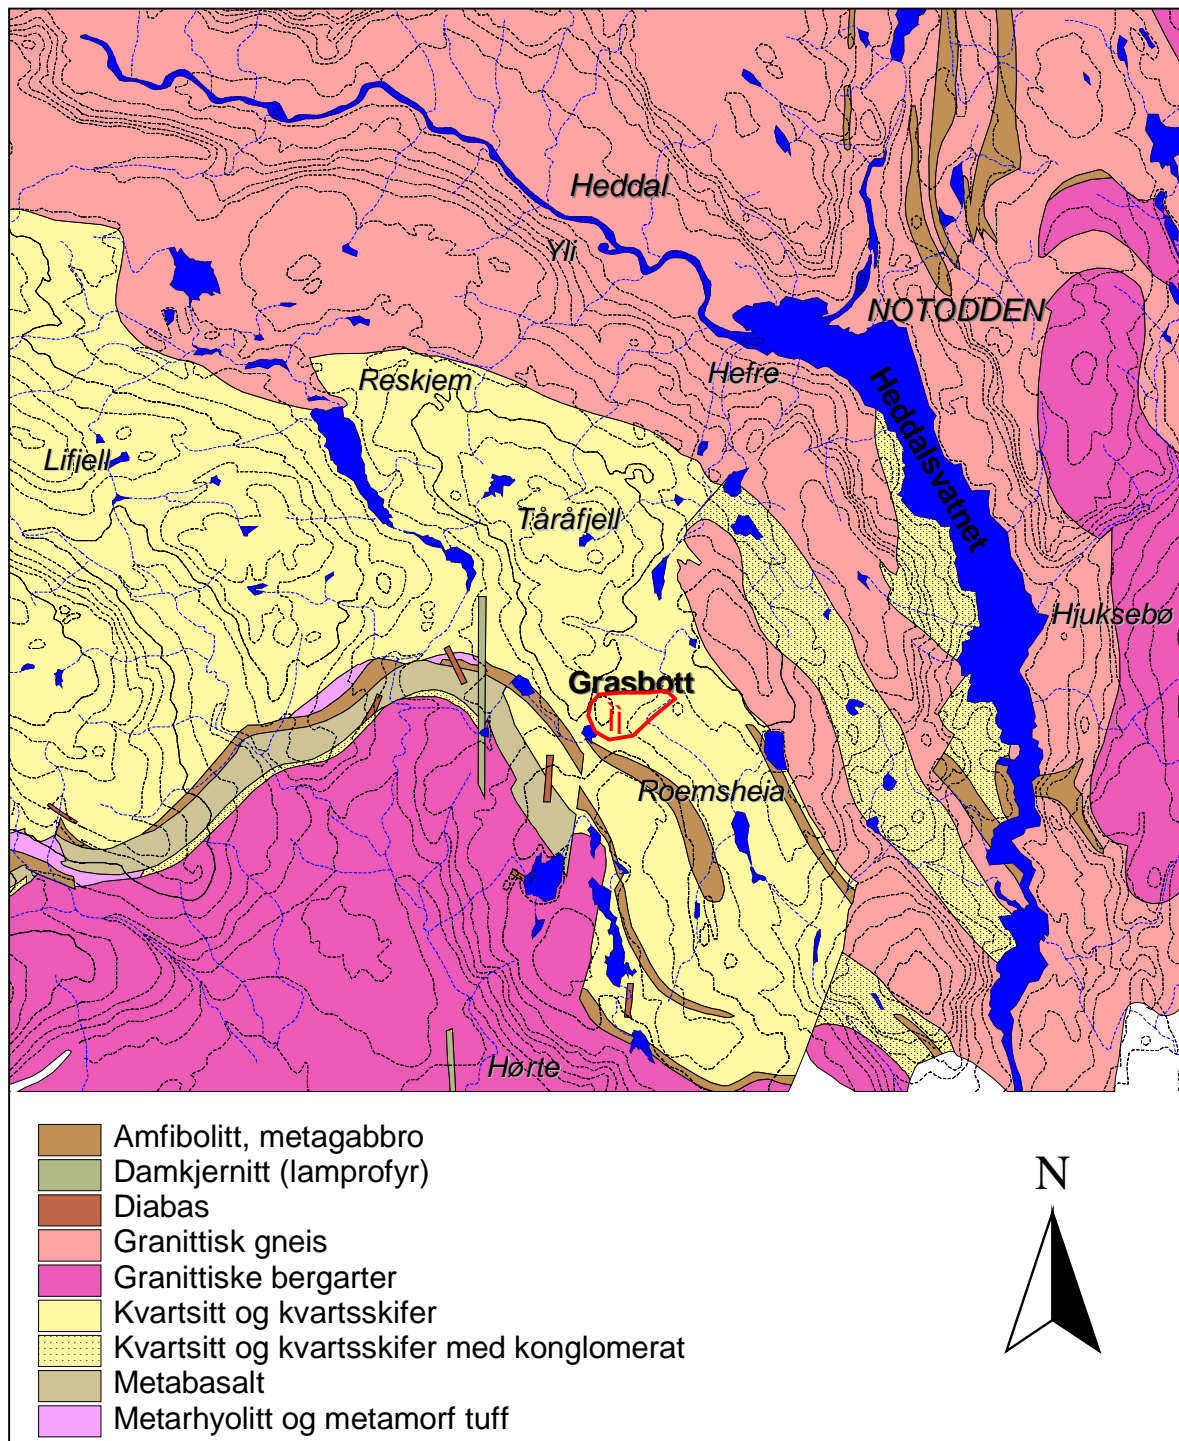 Heddal
Yli
NOTODDEN
Reskjem
Hefre
Heddalsvatnet
Lifjell
Tåråfjell
Hjuksebø
Grasbott
Roemsheia
Hørte
Amfibolitt, metagabbro
Damkjernitt (lamprofyr)
Diabas
Granittisk gneis
Granittiske bergarter
Kvartsitt og kvartsskifer
Kvartsitt og kvartsskifer med konglomerat
Metabasalt
Metarhyolitt og metamorf tuff
N